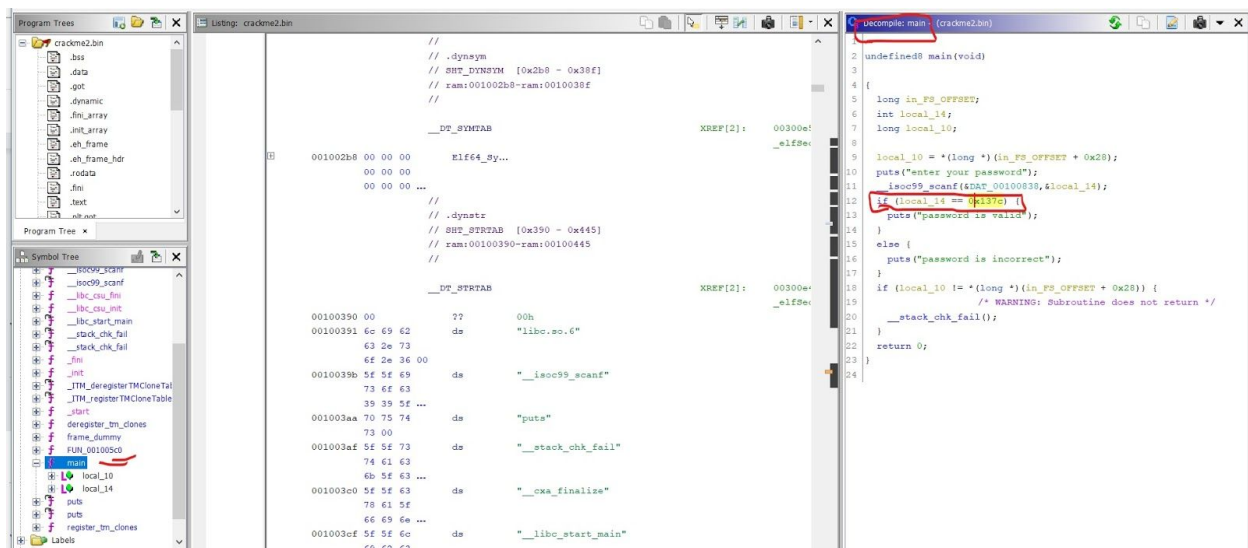 Program Trees
crackme2.bin
.bss
.data
.got
.dynamic
.fini_array
.init_array
.eh_frame
.eh_frame_hdr
.rodata
.fini
.text
.plt.got
Program Tree ×
Symbol Tree
__isoc99_scanf
__isoc99_scanf
__libc_csu_fini
__libc_csu_init
__libc_start_main
__stack_chk_fail
__stack_chk_fail
_fini
_init
_ITM_deregisterTMCloneTabl
_ITM_registerTMCloneTable
_start
deregister_tm_clones
frame_dummy
FUN_001005c0
main
local_10
local_14
puts
puts
register_tm_clones
Labels
Listing: crackme2.bin
//
// .dynsym
// SHT_DYNSYM [0x2b8 - 0x38f]
// ram:001002b8-ram:0010038f
//
__DT_SYMTAB XREF[2]: 00300e
_elfSec
001002b8 00 00 00 Elf64_Sy...
00 00 00
00 00 00 ...
//
// .dynstr
// SHT_STRTAB [0x390 - 0x445]
// ram:00100390-ram:00100445
//
__DT_STRTAB XREF[2]: 00300e
_elfSec
00100390 00 ?? 00h
00100391 6c 69 62 ds "libc.so.6"
63 2e 73
6f 2e 36 00
0010039b 5f 5f 69 ds "__isoc99_scanf"
73 6f 63
39 39 5f ...
001003aa 70 75 74 ds "puts"
73 00
001003af 5f 5f 73 ds "__stack_chk_fail"
74 61 63
6b 5f 63 ...
001003c0 5f 5f 63 ds "__cxa_finalize"
78 61 5f
66 69 6e ...
001003cf 5f 5f 6c ds "__libc_start_main"
Decompile: main - (crackme2.bin)
1
2 undefined8 main(void)
3
4 {
5 long in_FS_OFFSET;
6 int local_14;
7 long local_10;
8
9 local_10 = *(long *)(in_FS_OFFSET + 0x28);
10 puts("enter your password");
11 __isoc99_scanf(&DAT_00100838,&local_14);
12 if (local_14 == 0x137c) {
13 puts("password is valid");
14 }
15 else {
16 puts("password is incorrect");
17 }
18 if (local_10 != *(long *)(in_FS_OFFSET + 0x28)) {
19 /* WARNING: Subroutine does not return */
20 __stack_chk_fail();
21 }
22 return 0;
23 }
24